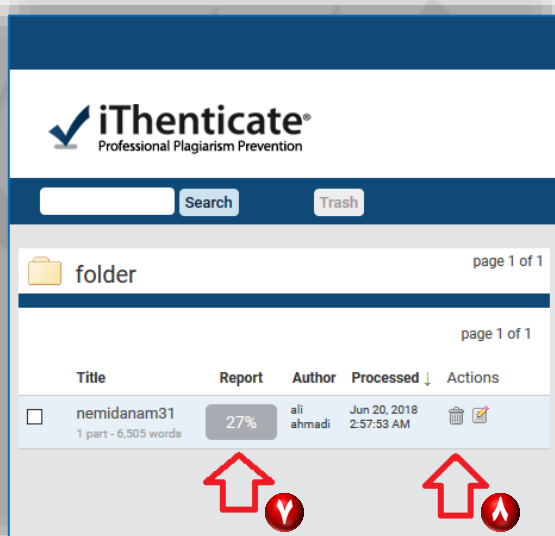 iThenticate®
Professional Plagiarism Prevention
Search Trash
folder page 1 of 1
page 1 of 1
Title Report Author Processed ↓ Actions
nemidanam31 27% ali ahmadi Jun 20, 2018 2:57:53 AM
1 part - 6,505 words
۷ ۸